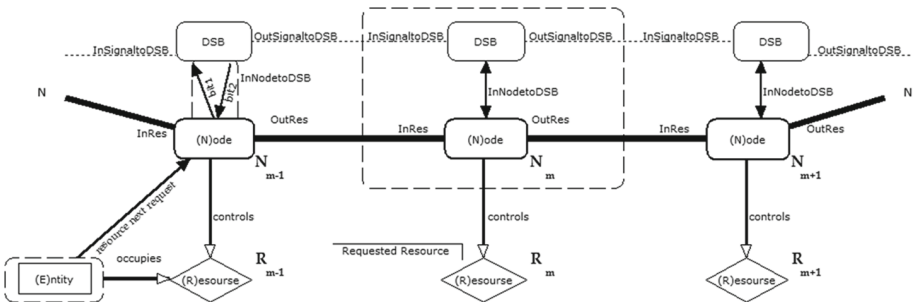 DSB
DSB
DSB
OutSignaltoDSB
InSignaltoDSB
OutSignaltoDSB
InSignaltoDSB
InSignaltoDSB
OutSignaltoDSB
bit1
bit2
InNodetoDSB
InNodetoDSB
InNodetoDSB
N
N
InRes
(N)ode
OutRes
InRes
(N)ode
OutRes
InRes
(N)ode
OutRes
N m-1
N m
N m+1
resource next request
controls
controls
controls
(E)ntity
occupies
(R)esourse
R m-1
Requested Resource
(R)esourse
R m
(R)esourse
R m+1